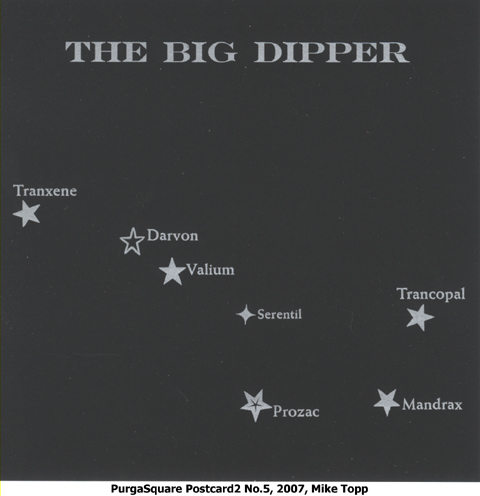 THE BIG DIPPER
Tranxene
Darvon
Valium
Trancopal
Serentil
Prozac
Mandrax
PurgaSquare Postcard2 No.5, 2007, Mike Topp